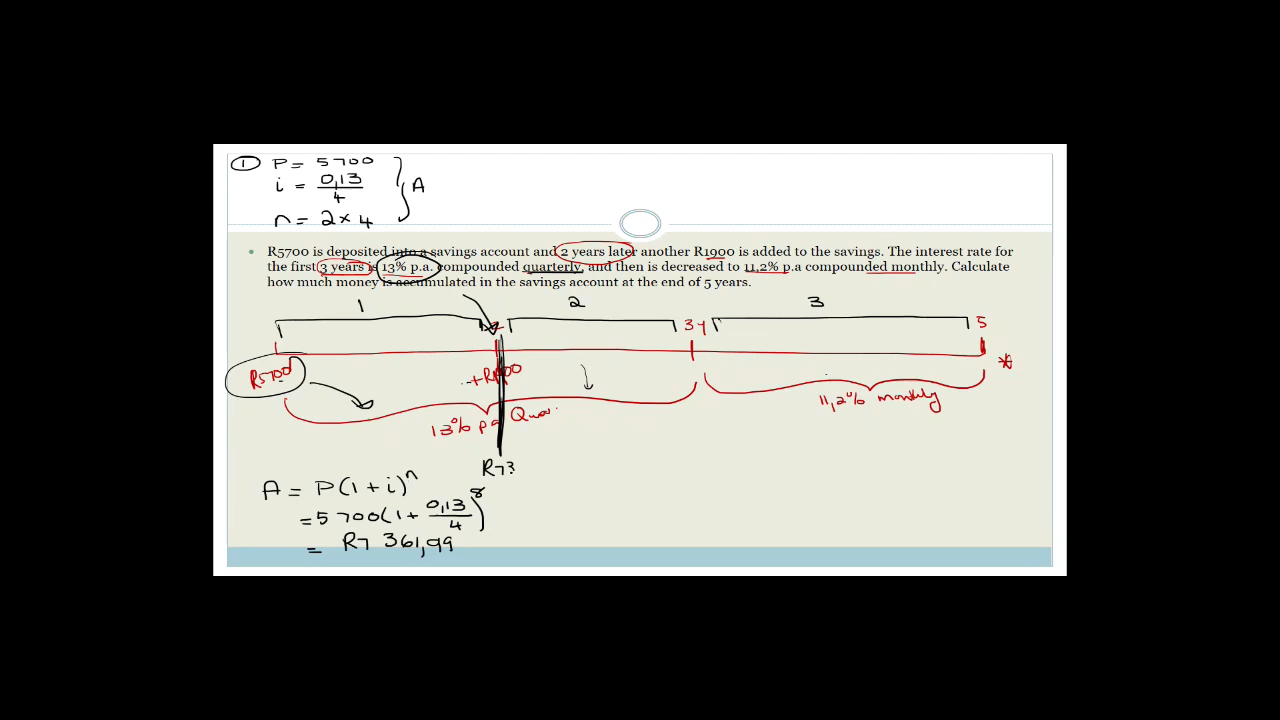 1 P = 5700
i = 0,13/4 A
n = 2 x 4
• R5700 is deposited into a savings account and 2 years later another R1000 is added to the savings. The interest rate for
the first 3 years is 13% p.a. compounded quarterly, and then is decreased to 11,2% p.a compounded monthly. Calculate
how much money is accumulated in the savings account at the end of 5 years.
1 2 3
3y 5
R5700 +R1000
13% pa Quar. 11,2% monthly
R73
A = P(1 + i)^n
= 5700(1 + 0,13/4)^8
= R7 361,99